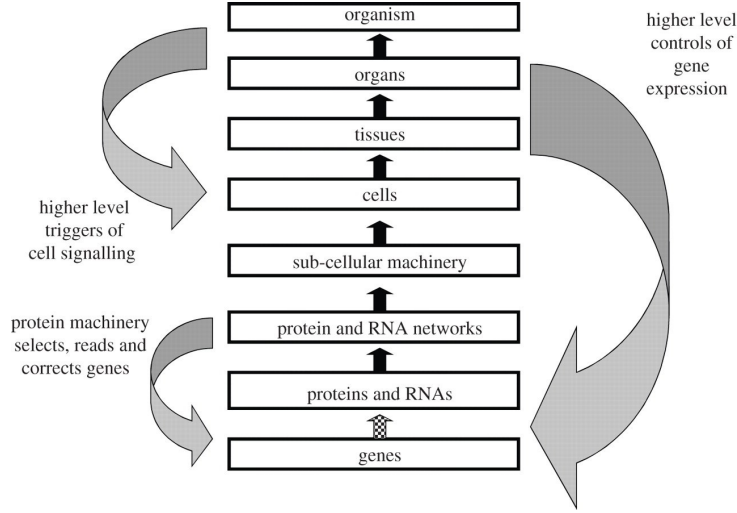 organism
organs
tissues
cells
sub-cellular machinery
protein and RNA networks
proteins and RNAs
genes
higher level
triggers of
cell signalling
protein machinery
selects, reads and
corrects genes
higher level
controls of
gene
expression